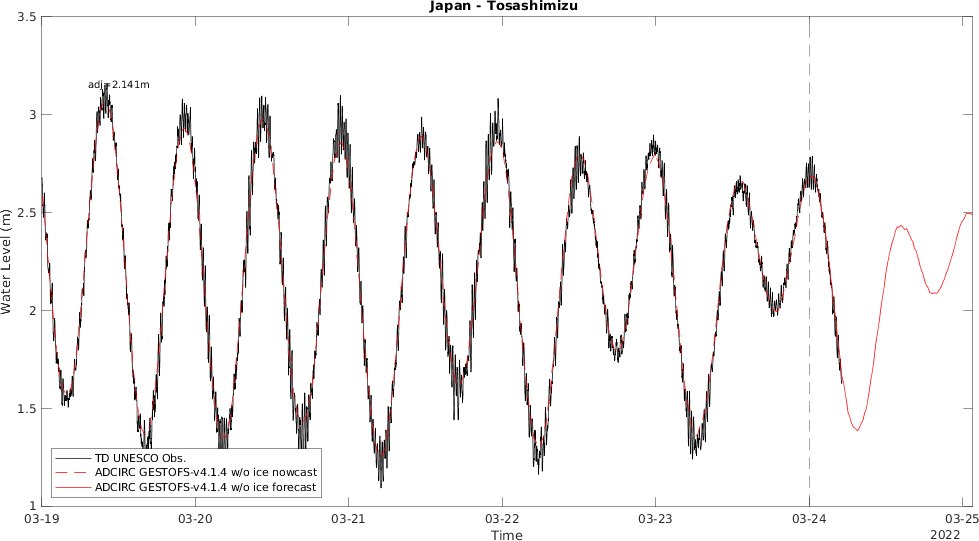 Japan - Tosashimizu
adj=2.141m
3.5
3
2.5
2
1.5
1
Water Level (m)
TD UNESCO Obs.
ADCIRC GESTOFS-v4.1.4 w/o ice nowcast
ADCIRC GESTOFS-v4.1.4 w/o ice forecast
03-19
03-20
03-21
03-22
03-23
03-24
03-25
Time
2022